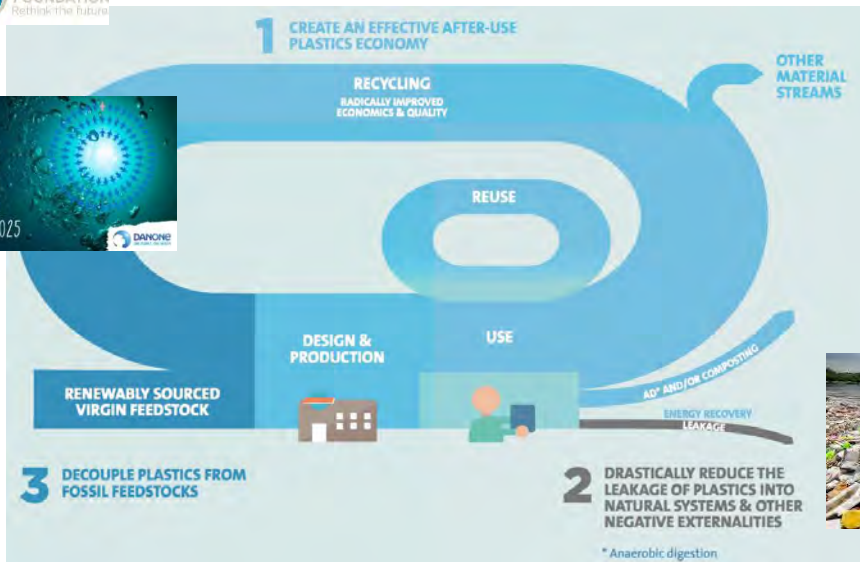 FOUNDATION
Rethink the future
1 CREATE AN EFFECTIVE AFTER-USE
PLASTICS ECONOMY
RECYCLING
RADICALLY IMPROVED
ECONOMICS & QUALITY
OTHER
MATERIAL
STREAMS
REUSE
025
DANONE
DESIGN &
PRODUCTION
USE
RENEWABLY SOURCED
VIRGIN FEEDSTOCK
AD* AND/OR COMPOSTING
ENERGY RECOVERY
LEAKAGE
3 DECOUPLE PLASTICS FROM
FOSSIL FEEDSTOCKS
2 DRASTICALLY REDUCE THE
LEAKAGE OF PLASTICS INTO
NATURAL SYSTEMS & OTHER
NEGATIVE EXTERNALITIES
* Anaerobic digestion